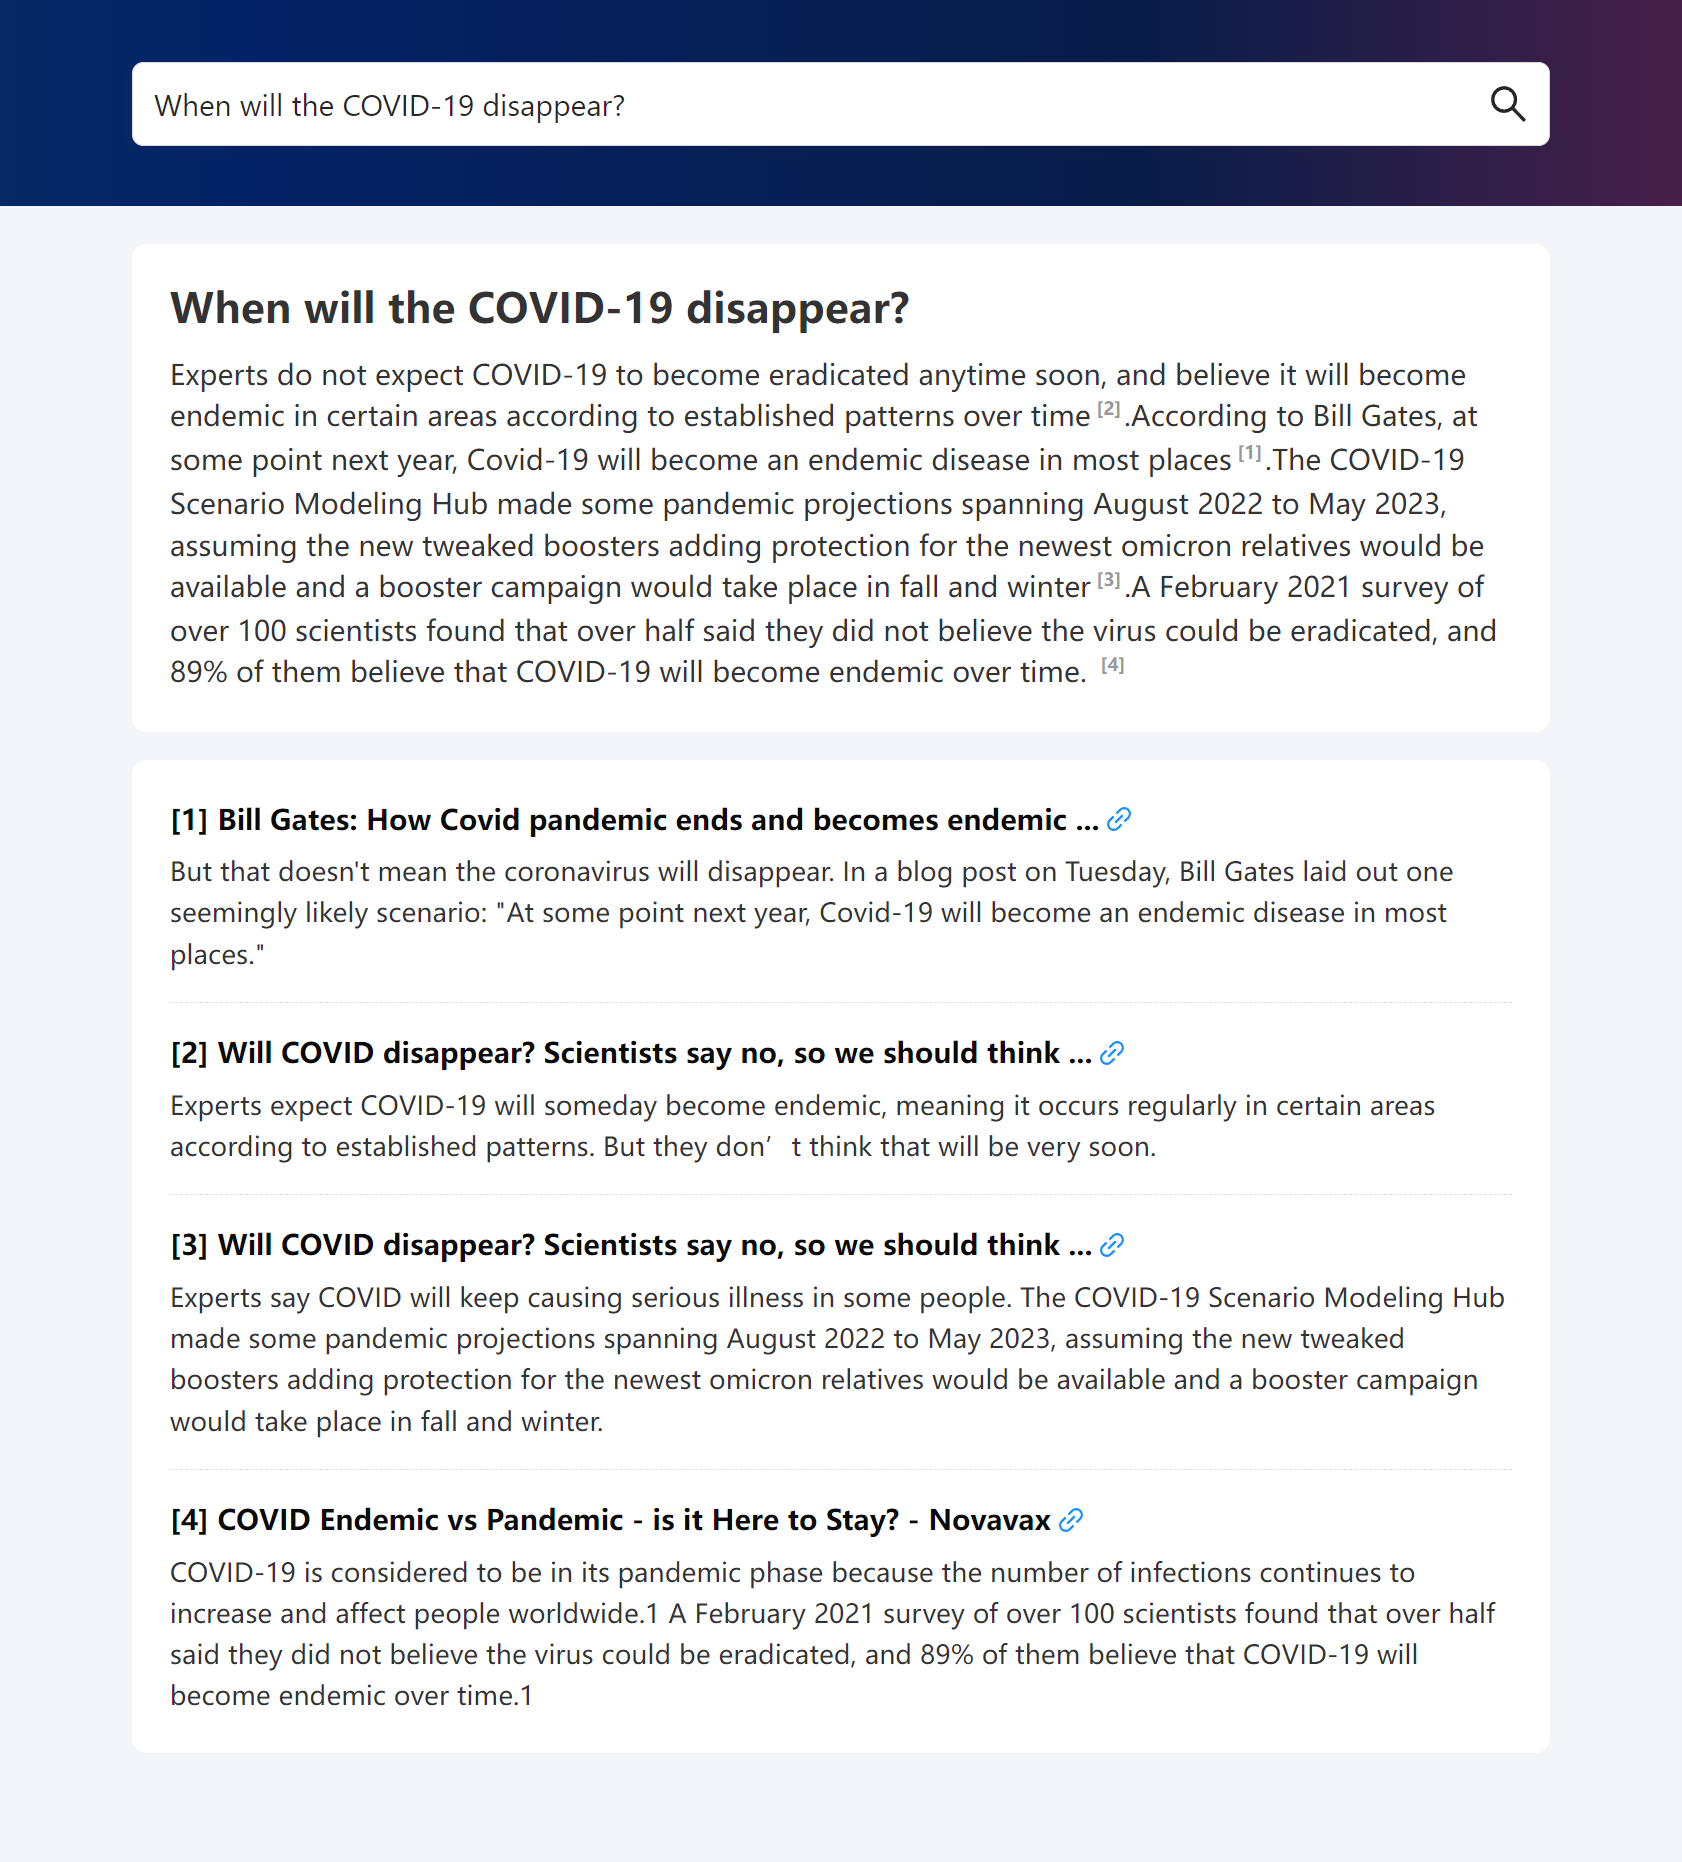 When will the COVID-19 disappear?
When will the COVID-19 disappear?
Experts do not expect COVID-19 to become eradicated anytime soon, and believe it will become
endemic in certain areas according to established patterns over time [2].According to Bill Gates, at
some point next year, Covid-19 will become an endemic disease in most places [1].The COVID-19
Scenario Modeling Hub made some pandemic projections spanning August 2022 to May 2023,
assuming the new tweaked boosters adding protection for the newest omicron relatives would be
available and a booster campaign would take place in fall and winter [3].A February 2021 survey of
over 100 scientists found that over half said they did not believe the virus could be eradicated, and
89% of them believe that COVID-19 will become endemic over time. [4]
[1] Bill Gates: How Covid pandemic ends and becomes endemic ...
But that doesn't mean the coronavirus will disappear. In a blog post on Tuesday, Bill Gates laid out one
seemingly likely scenario: "At some point next year, Covid-19 will become an endemic disease in most
places."
[2] Will COVID disappear? Scientists say no, so we should think ...
Experts expect COVID-19 will someday become endemic, meaning it occurs regularly in certain areas
according to established patterns. But they don’t think that will be very soon.
[3] Will COVID disappear? Scientists say no, so we should think ...
Experts say COVID will keep causing serious illness in some people. The COVID-19 Scenario Modeling Hub
made some pandemic projections spanning August 2022 to May 2023, assuming the new tweaked
boosters adding protection for the newest omicron relatives would be available and a booster campaign
would take place in fall and winter.
[4] COVID Endemic vs Pandemic - is it Here to Stay? - Novavax
COVID-19 is considered to be in its pandemic phase because the number of infections continues to
increase and affect people worldwide.1 A February 2021 survey of over 100 scientists found that over half
said they did not believe the virus could be eradicated, and 89% of them believe that COVID-19 will
become endemic over time.1